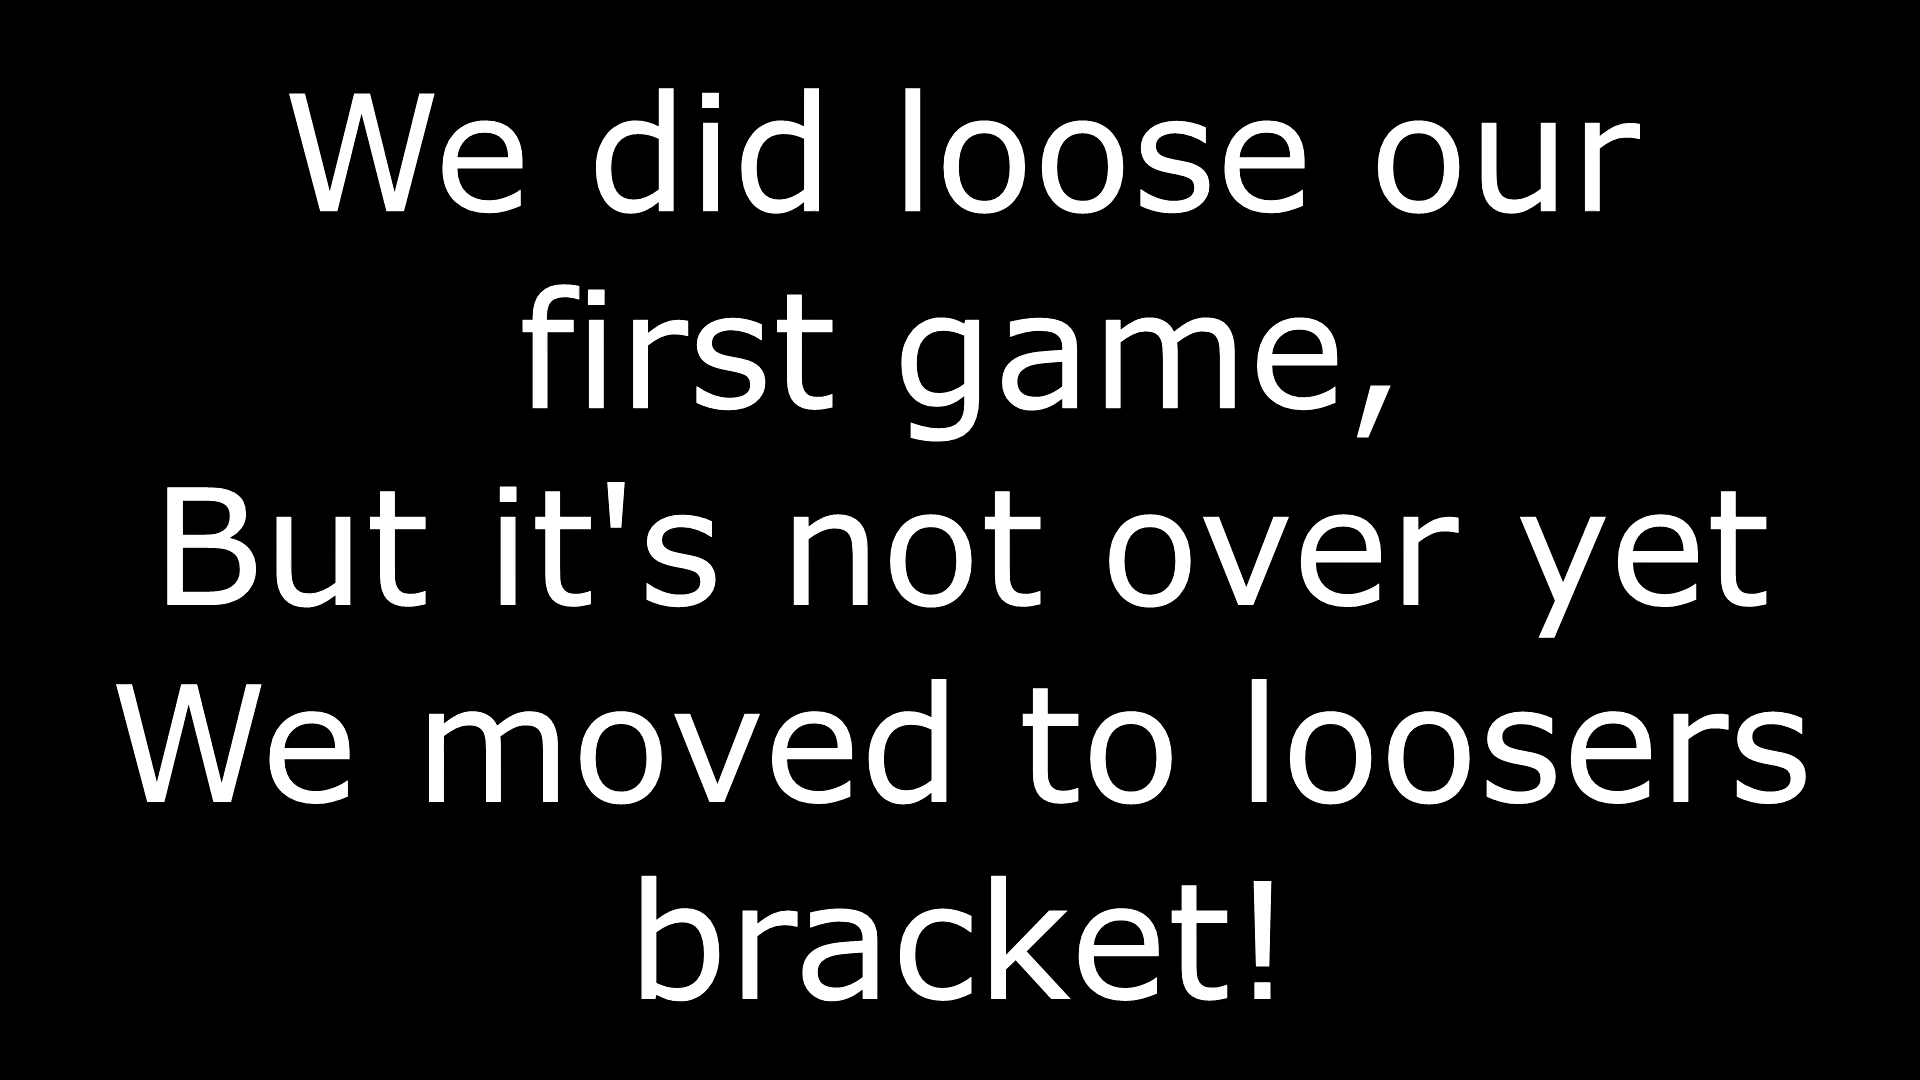 We did loose our
first game,
But it's not over yet
We moved to loosers
bracket!